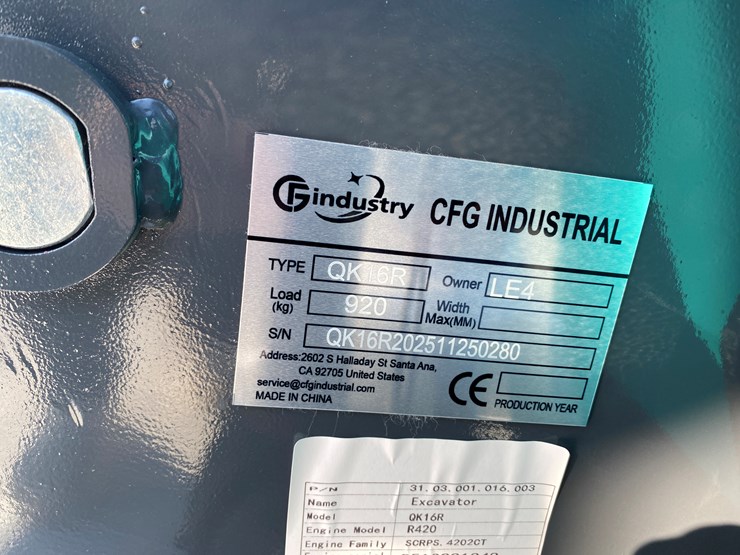 CFindustry CFG INDUSTRIAL
TYPE QK16R Owner LE4
Load (kg) 920 Width Max(MM)
S/N QK16R202511250280
Address:2602 S Halladay St Santa Ana,
CA 92705 United States
service@cfgindustrial.com
MADE IN CHINA
CE PRODUCTION YEAR
P/N 31.03.001.016.003
Name Excavator
Model QK16R
Engine Model R420
Engine Family SCRPS.4202CT